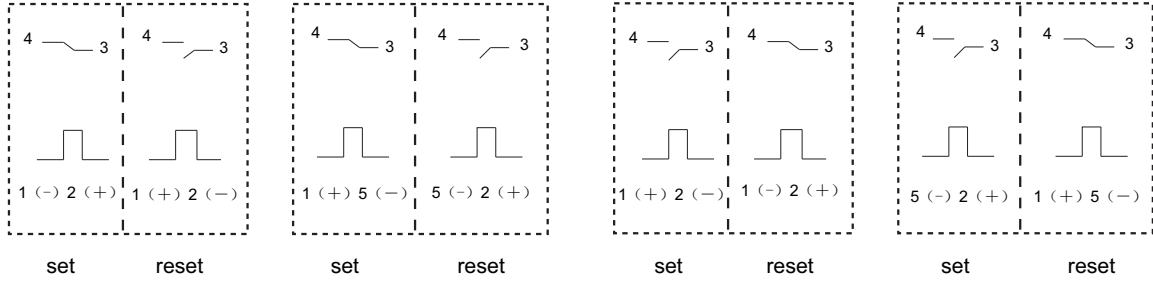 4 3 4 3 4 3 4 3 4 3 4 3 4 3 4 3
1 (-) 2 (+) 1 (+) 2 (—) 1 (+) 5 (—) 5 (-) 2 (+) 1 (+) 2 (—) 1 (-) 2 (+) 5 (-) 2 (+) 1 (+) 5 (—)
set reset set reset set reset set reset